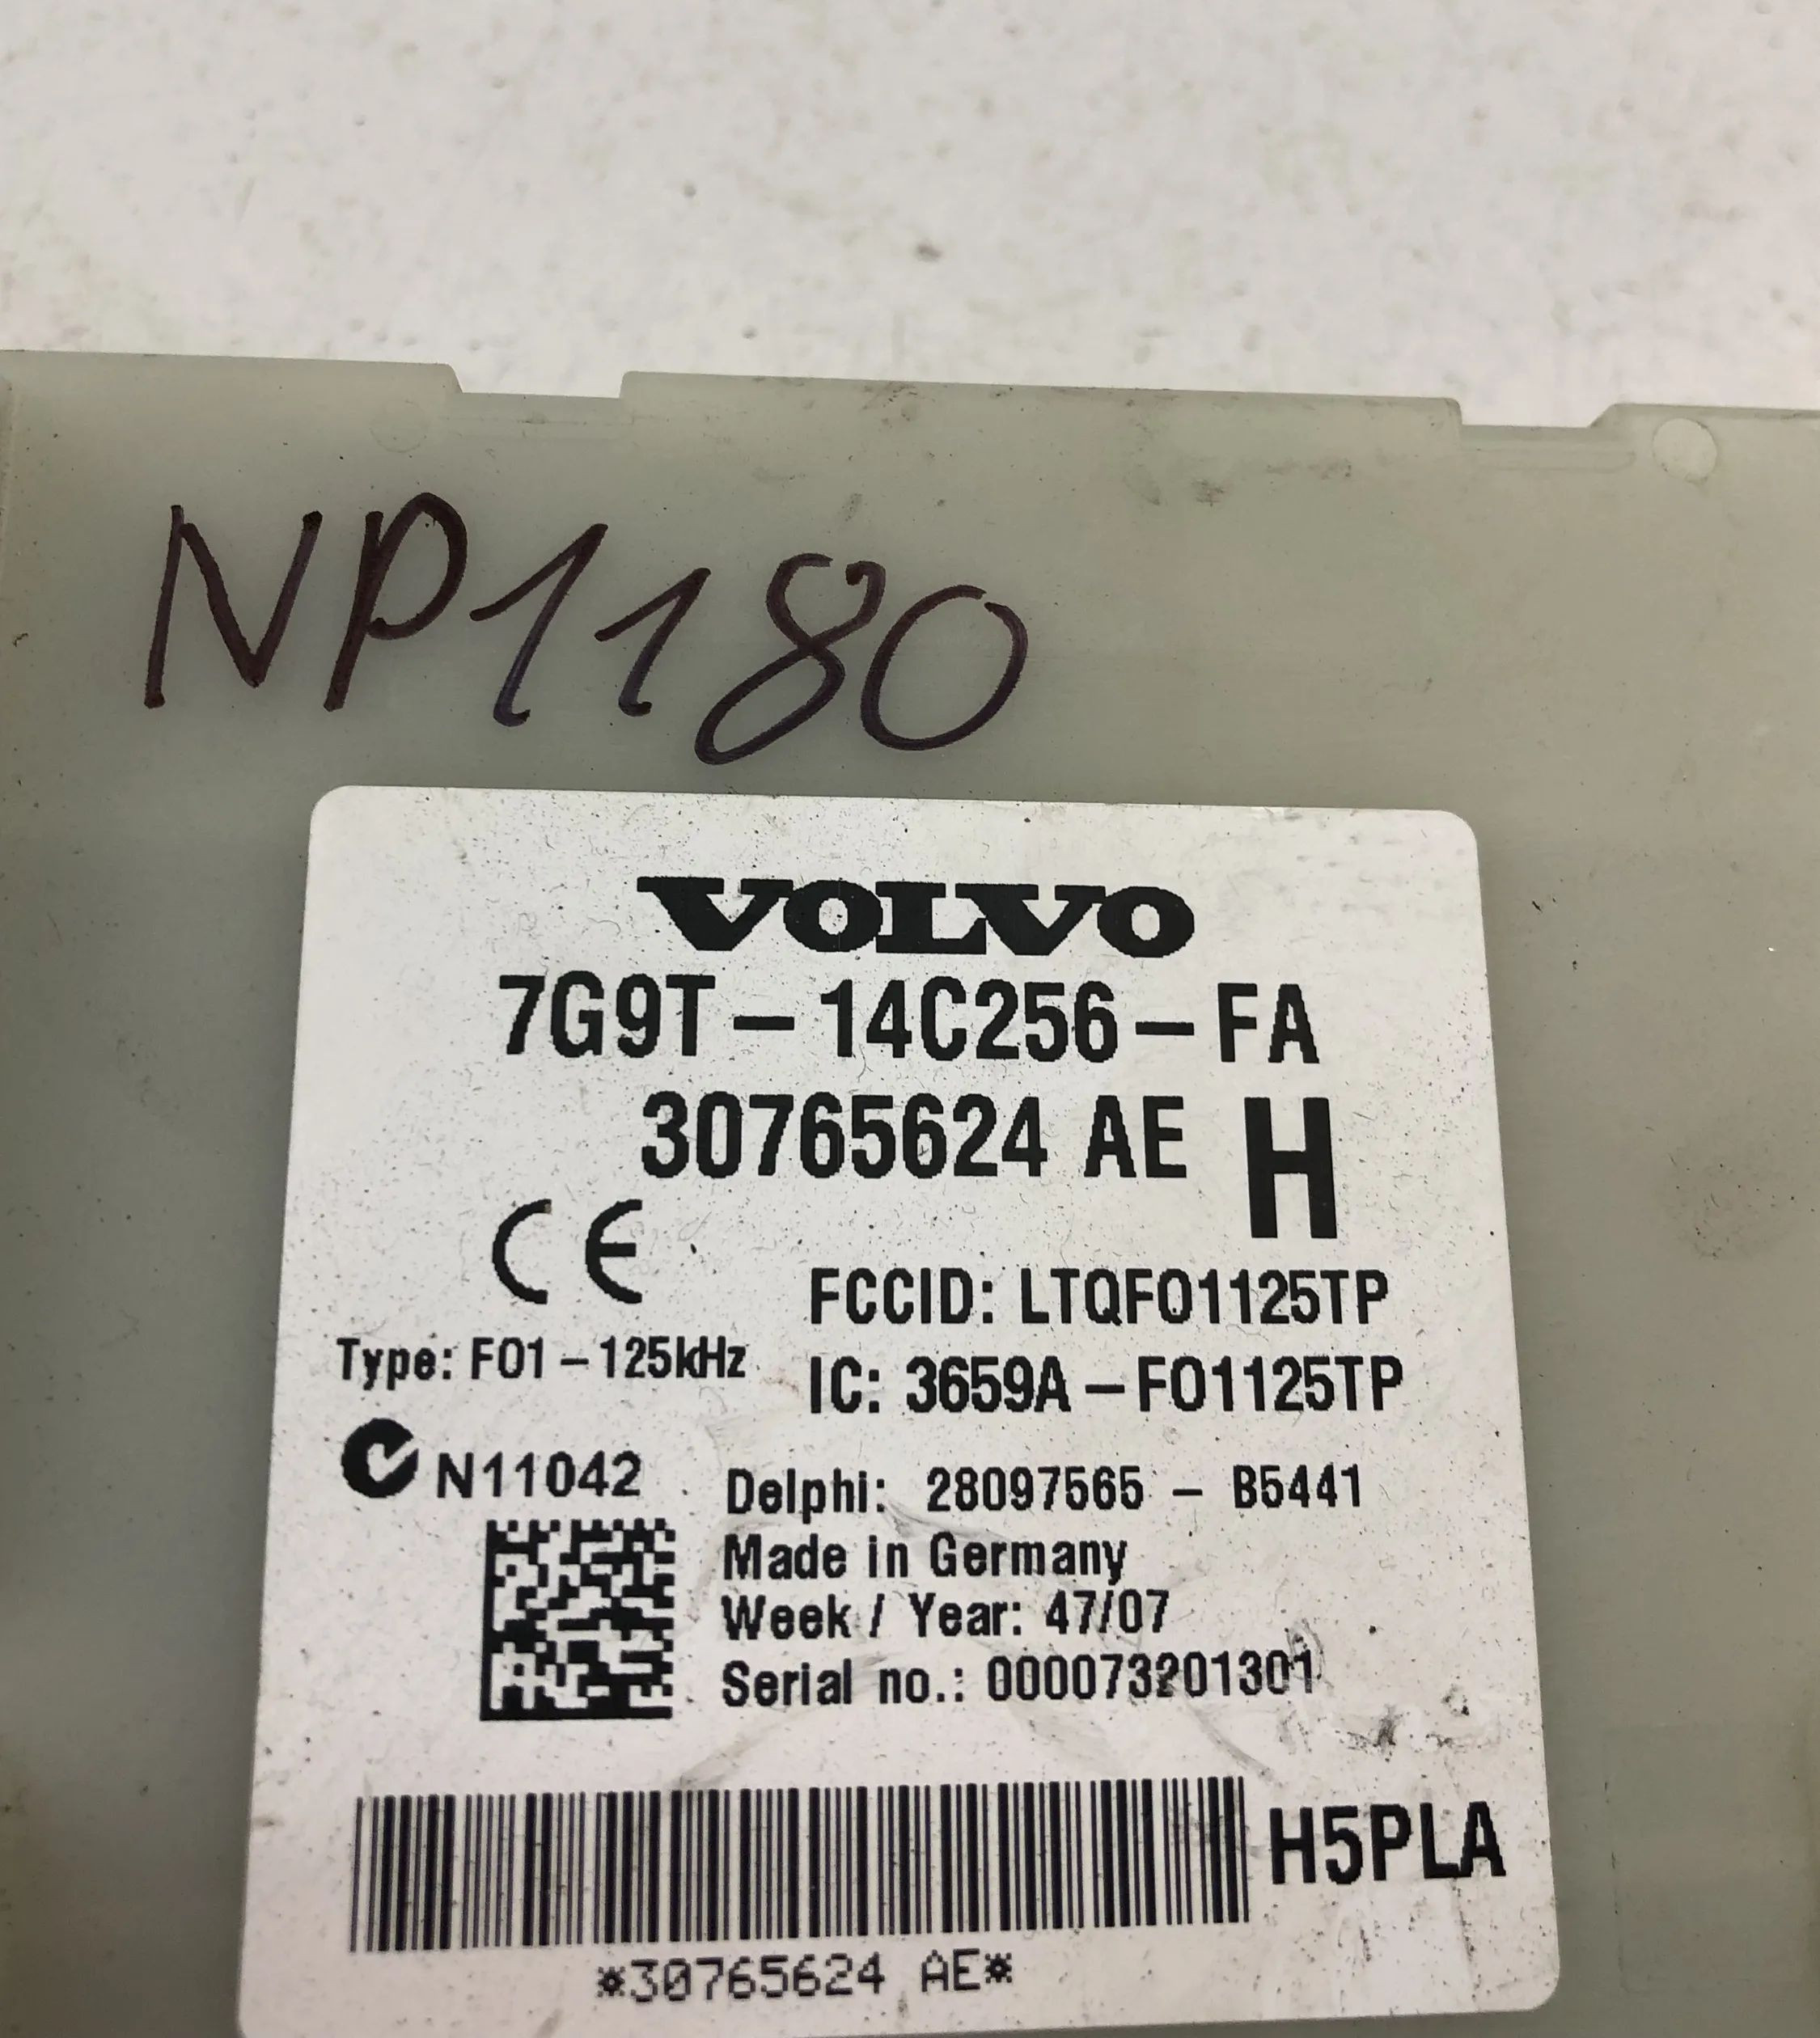 NP1180
VOLVO
7G9T-14C256-FA
30765624 AE H
CE
FCCID: LTQFO1125TP
Type: FO1-125kHz
IC: 3659A-FO1125TP
N11042
Delphi: 28097565 - B5441
Made in Germany
Week / Year: 47/07
Serial no.: 000073201301
H5PLA
*30765624 AE*